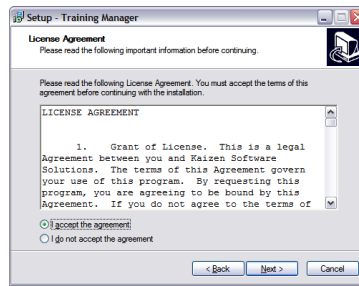 Setup - Training Manager
License Agreement
Please read the following important information before continuing.
Please read the following License Agreement. You must accept the terms of this
agreement before continuing with the installation.
LICENSE AGREEMENT
1. Grant of License. This is a legal
Agreement between you and Kaizen Software
Solutions. The terms of this Agreement govern
your use of this program. By requesting this
program, you are agreeing to be bound by this
Agreement. If you do not agree to the terms of
I accept the agreement
I do not accept the agreement
< Back Next > Cancel